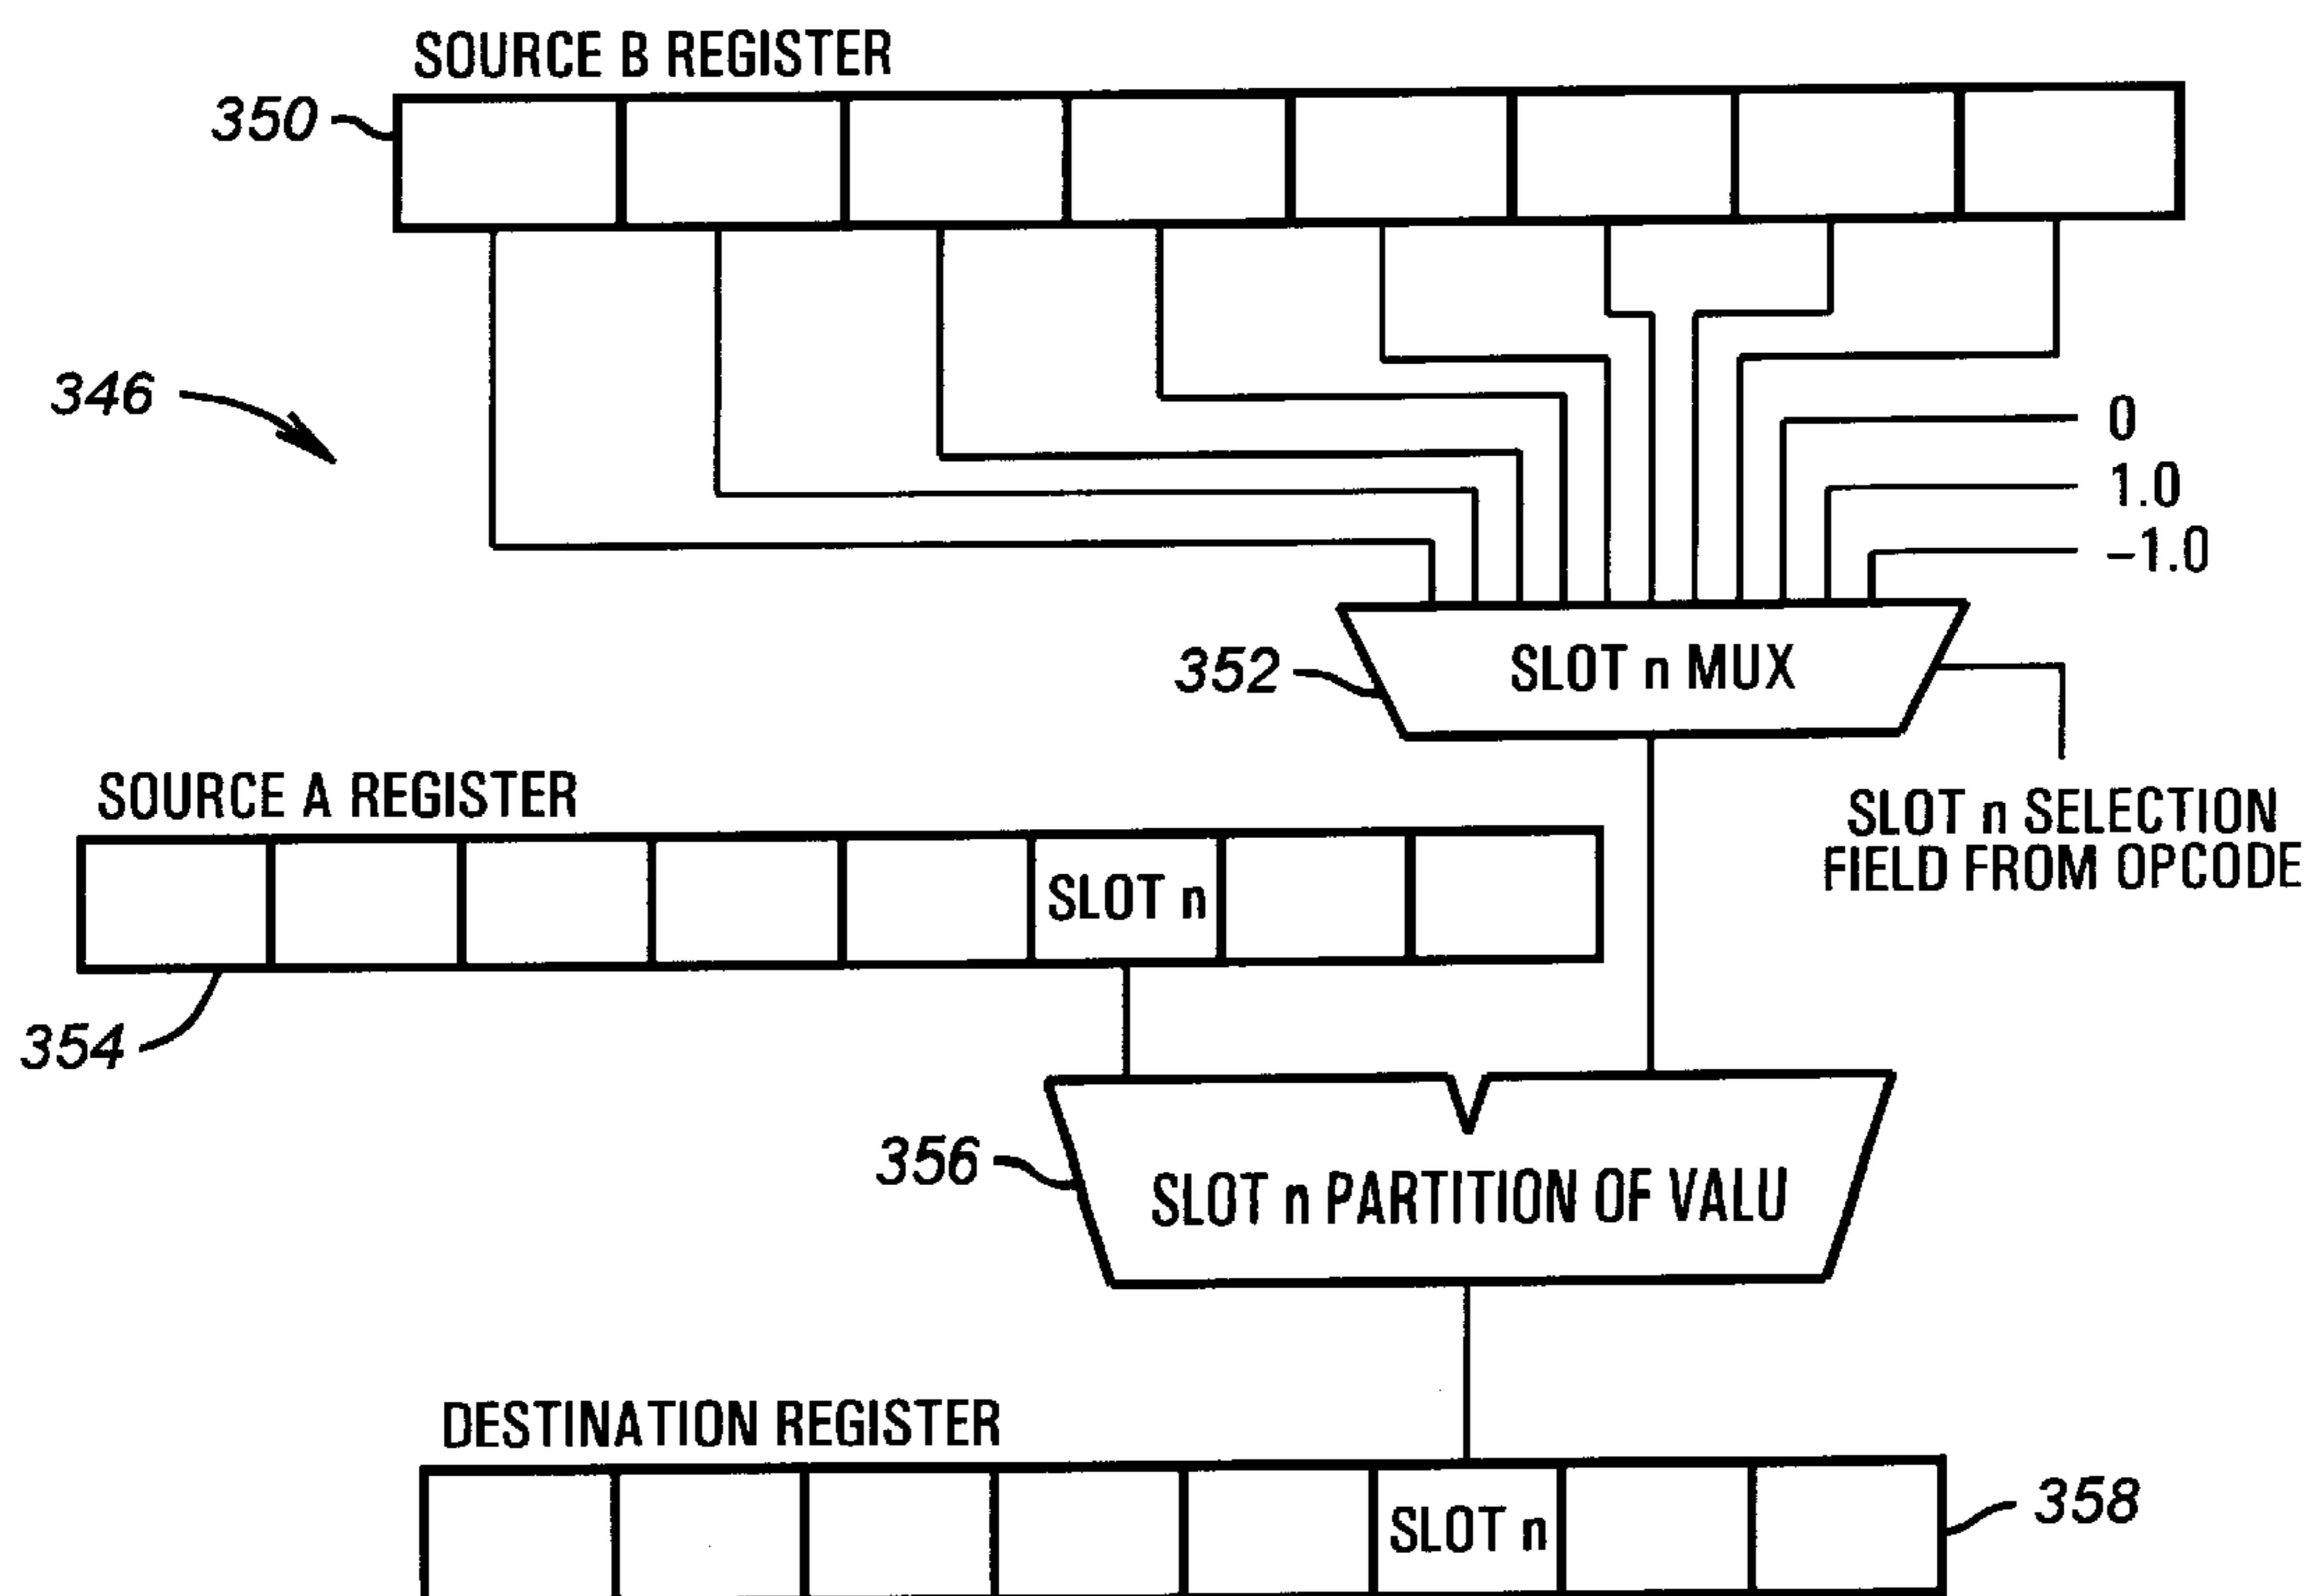 SOURCE B REGISTER
350
346
0
1.0
–1.0
SLOT n MUX
352
SLOT n SELECTION
FIELD FROM OPCODE
SOURCE A REGISTER
SLOT n
354
356
SLOT n PARTITION OF VALU
DESTINATION REGISTER
SLOT n
358